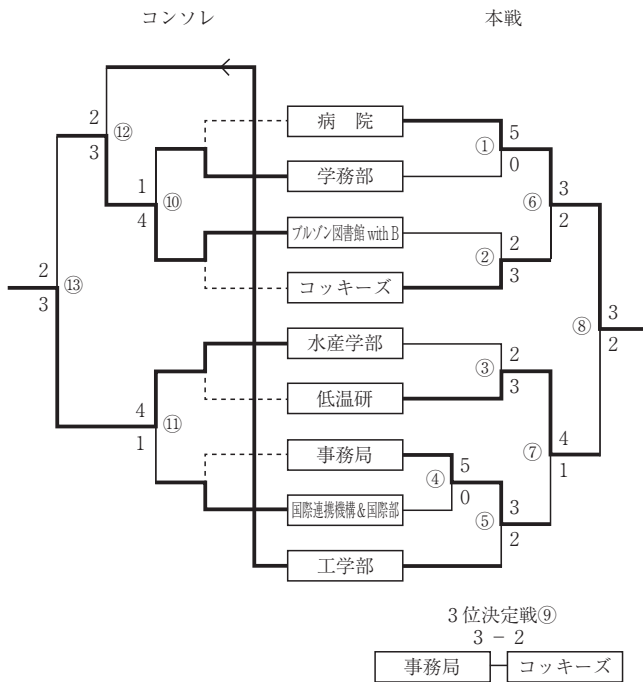 コンソレ
本戦
病　院
学務部
ブルゾン図書館 with B
コッキーズ
水産学部
低温研
事務局
国際連携機構＆国際部
工学部
① 5 0
② 2 3
③ 2 3
④ 5 0
⑤ 3 2
⑥ 3 2
⑦ 4 1
⑧ 3 2
⑩ 1 4
⑪ 4 1
⑫ 2 3
⑬ 2 3
3位決定戦⑨
3 − 2
事務局
コッキーズ